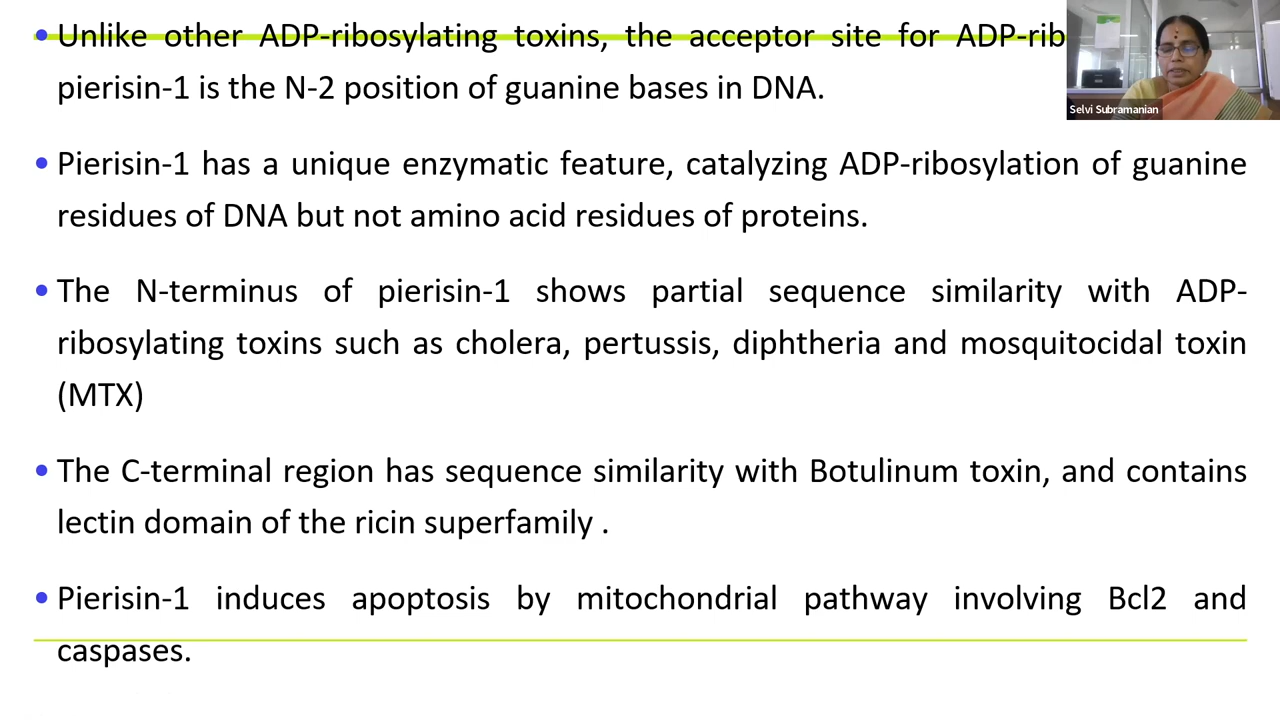 • Unlike other ADP-ribosylating toxins, the acceptor site for ADP-rib
pierisin-1 is the N-2 position of guanine bases in DNA.
Selvi Subramanian
• Pierisin-1 has a unique enzymatic feature, catalyzing ADP-ribosylation of guanine
residues of DNA but not amino acid residues of proteins.
• The N-terminus of pierisin-1 shows partial sequence similarity with ADP-
ribosylating toxins such as cholera, pertussis, diphtheria and mosquitocidal toxin
(MTX)
• The C-terminal region has sequence similarity with Botulinum toxin, and contains
lectin domain of the ricin superfamily .
• Pierisin-1 induces apoptosis by mitochondrial pathway involving Bcl2 and
caspases.